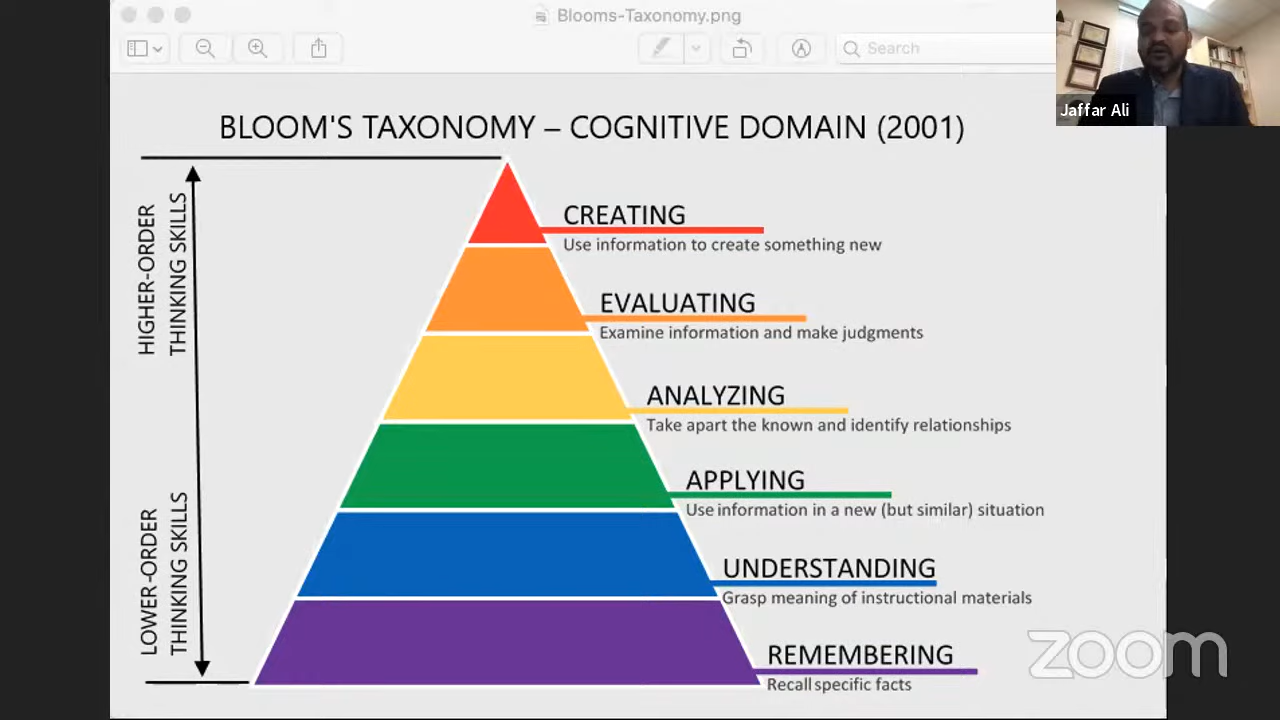 Blooms-Taxonomy.png
Search
Jaffar Ali
BLOOM'S TAXONOMY – COGNITIVE DOMAIN (2001)
HIGHER-ORDER
THINKING SKILLS
CREATING
Use information to create something new
EVALUATING
Examine information and make judgments
ANALYZING
Take apart the known and identify relationships
APPLYING
Use information in a new (but similar) situation
LOWER-ORDER
THINKING SKILLS
UNDERSTANDING
Grasp meaning of instructional materials
REMEMBERING
Recall specific facts
zoom